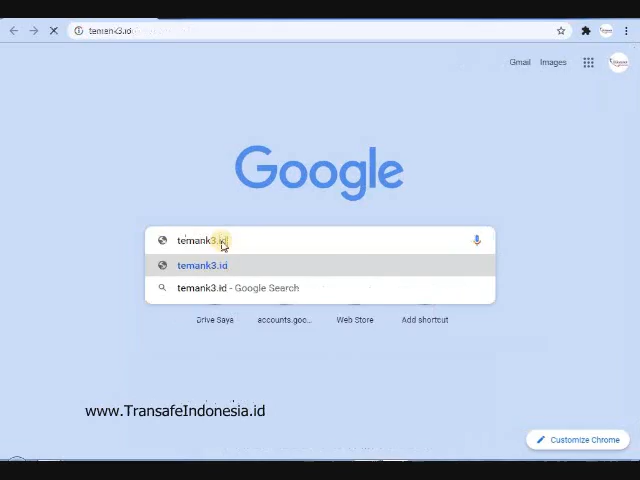 temank3.id
Gmail Images
Google
temank3.id
temank3.id
temank3.id - Google Search
Drive Saya accounts.goo... Web Store Add shortcut
www.TransafeIndonesia.id
Customize Chrome